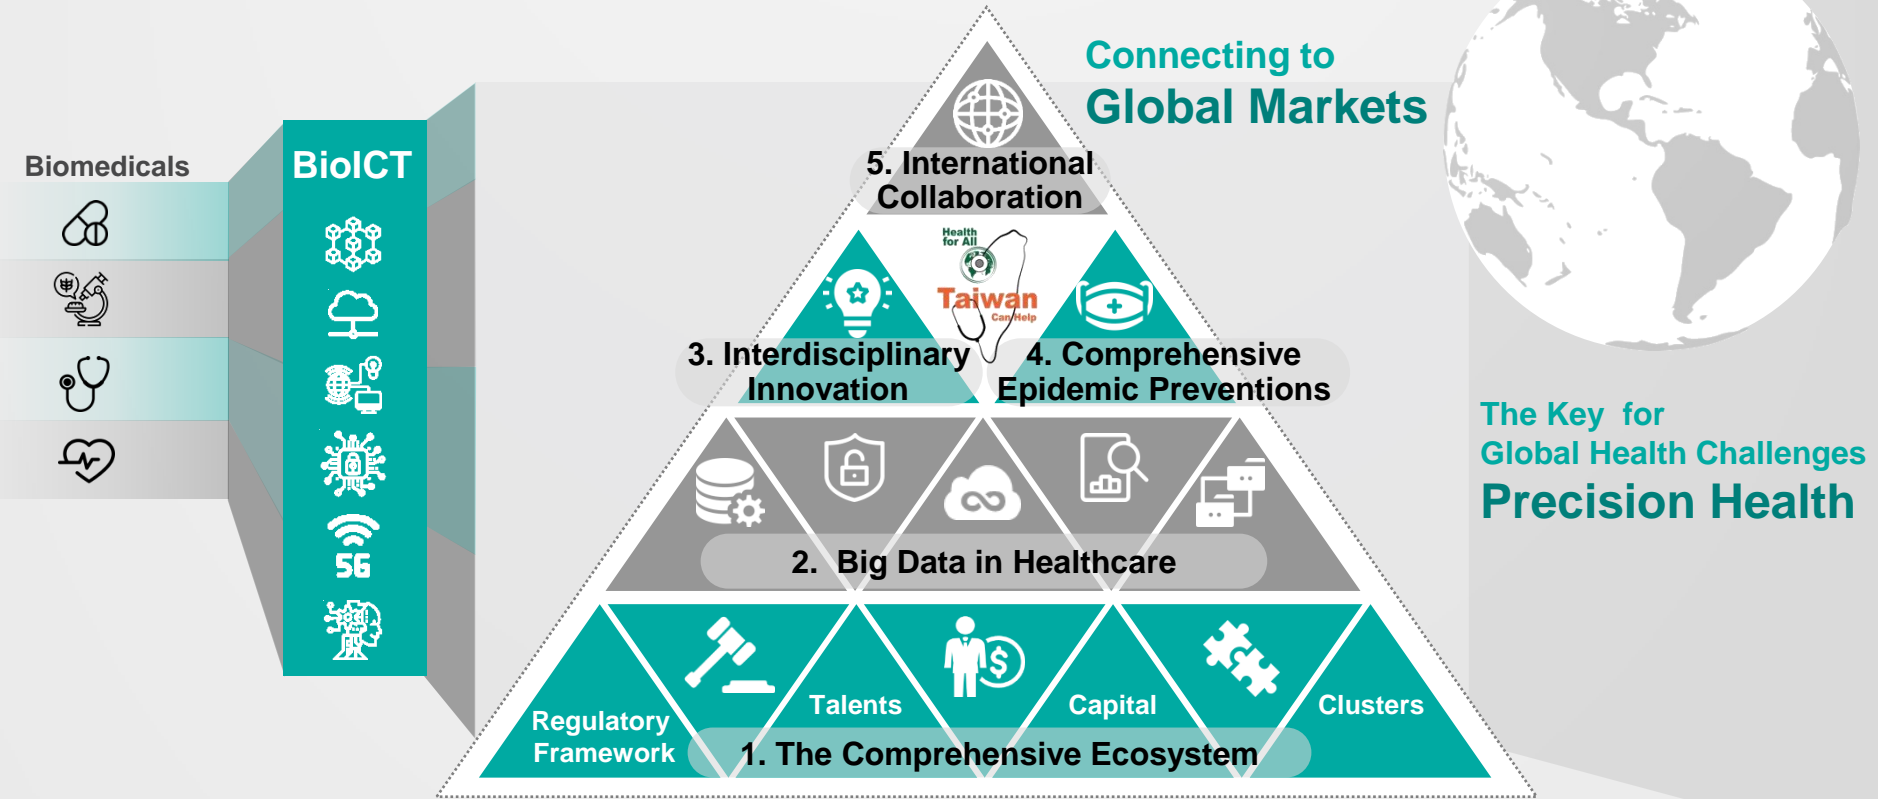 Connecting to
Global Markets
Biomedicals
BioICT
5G
5. International
Collaboration
Health
for All
Taiwan
Can Help
3. Interdisciplinary
Innovation
4. Comprehensive
Epidemic Preventions
The Key for
Global Health Challenges
Precision Health
2. Big Data in Healthcare
Regulatory
Framework
Talents
Capital
Clusters
1. The Comprehensive Ecosystem